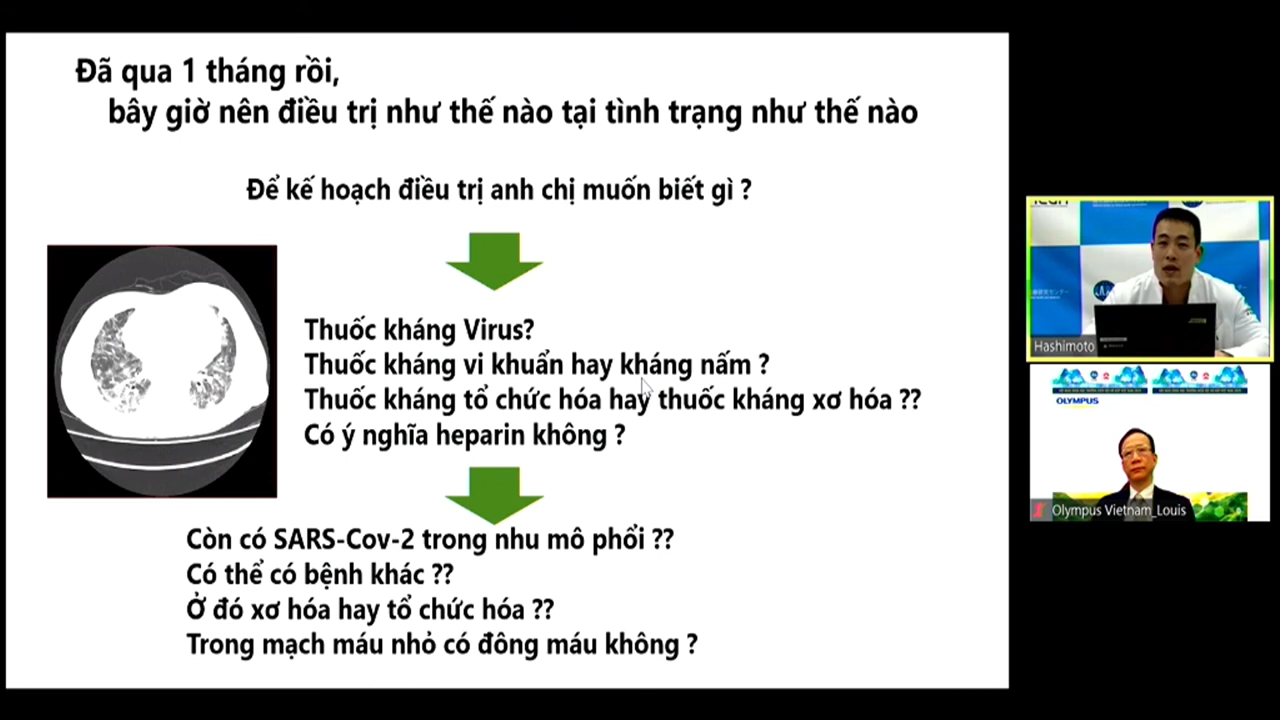 Đã qua 1 tháng rồi,
bây giờ nên điều trị như thế nào tại tình trạng như thế nào
Để kế hoạch điều trị anh chị muốn biết gì ?
Thuốc kháng Virus?
Thuốc kháng vi khuẩn hay kháng nấm ?
Thuốc kháng tổ chức hóa hay thuốc kháng xơ hóa ??
Có ý nghĩa heparin không ?
Còn có SARS-Cov-2 trong nhu mô phổi ??
Có thể có bệnh khác ??
Ở đó xơ hóa hay tổ chức hóa ??
Trong mạch máu nhỏ có đông máu không ?
Hashimoto
OLYMPUS
Olympus Vietnam_Louis